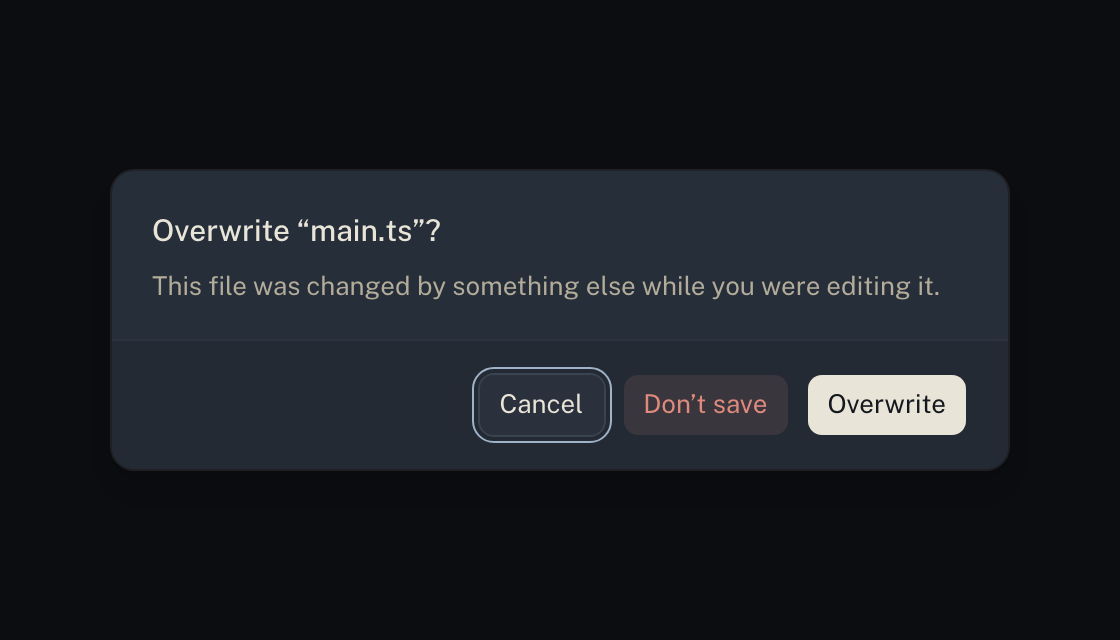 Overwrite “main.ts”?
This file was changed by something else while you were editing it.
Cancel
Don’t save
Overwrite